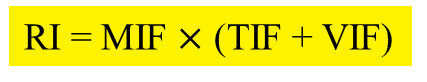 RI = MIF × (TIF + VIF)